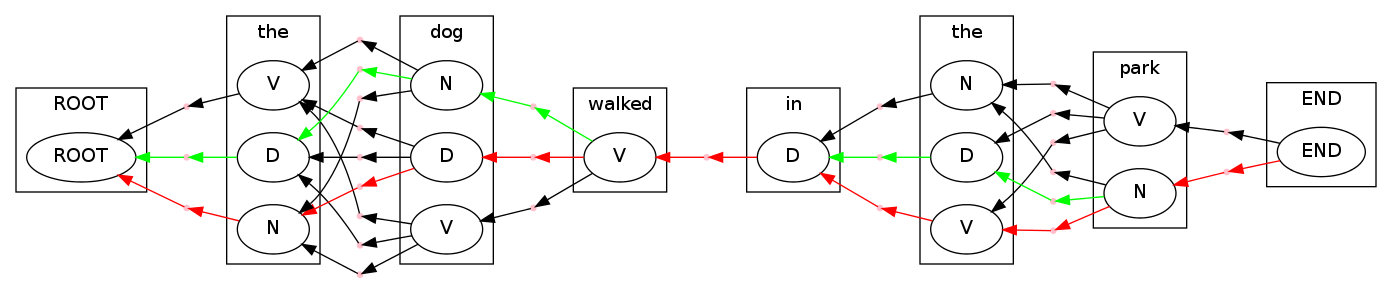 ROOT
ROOT
the
V
D
N
dog
N
D
V
walked
V
in
D
the
N
D
V
park
V
N
END
END